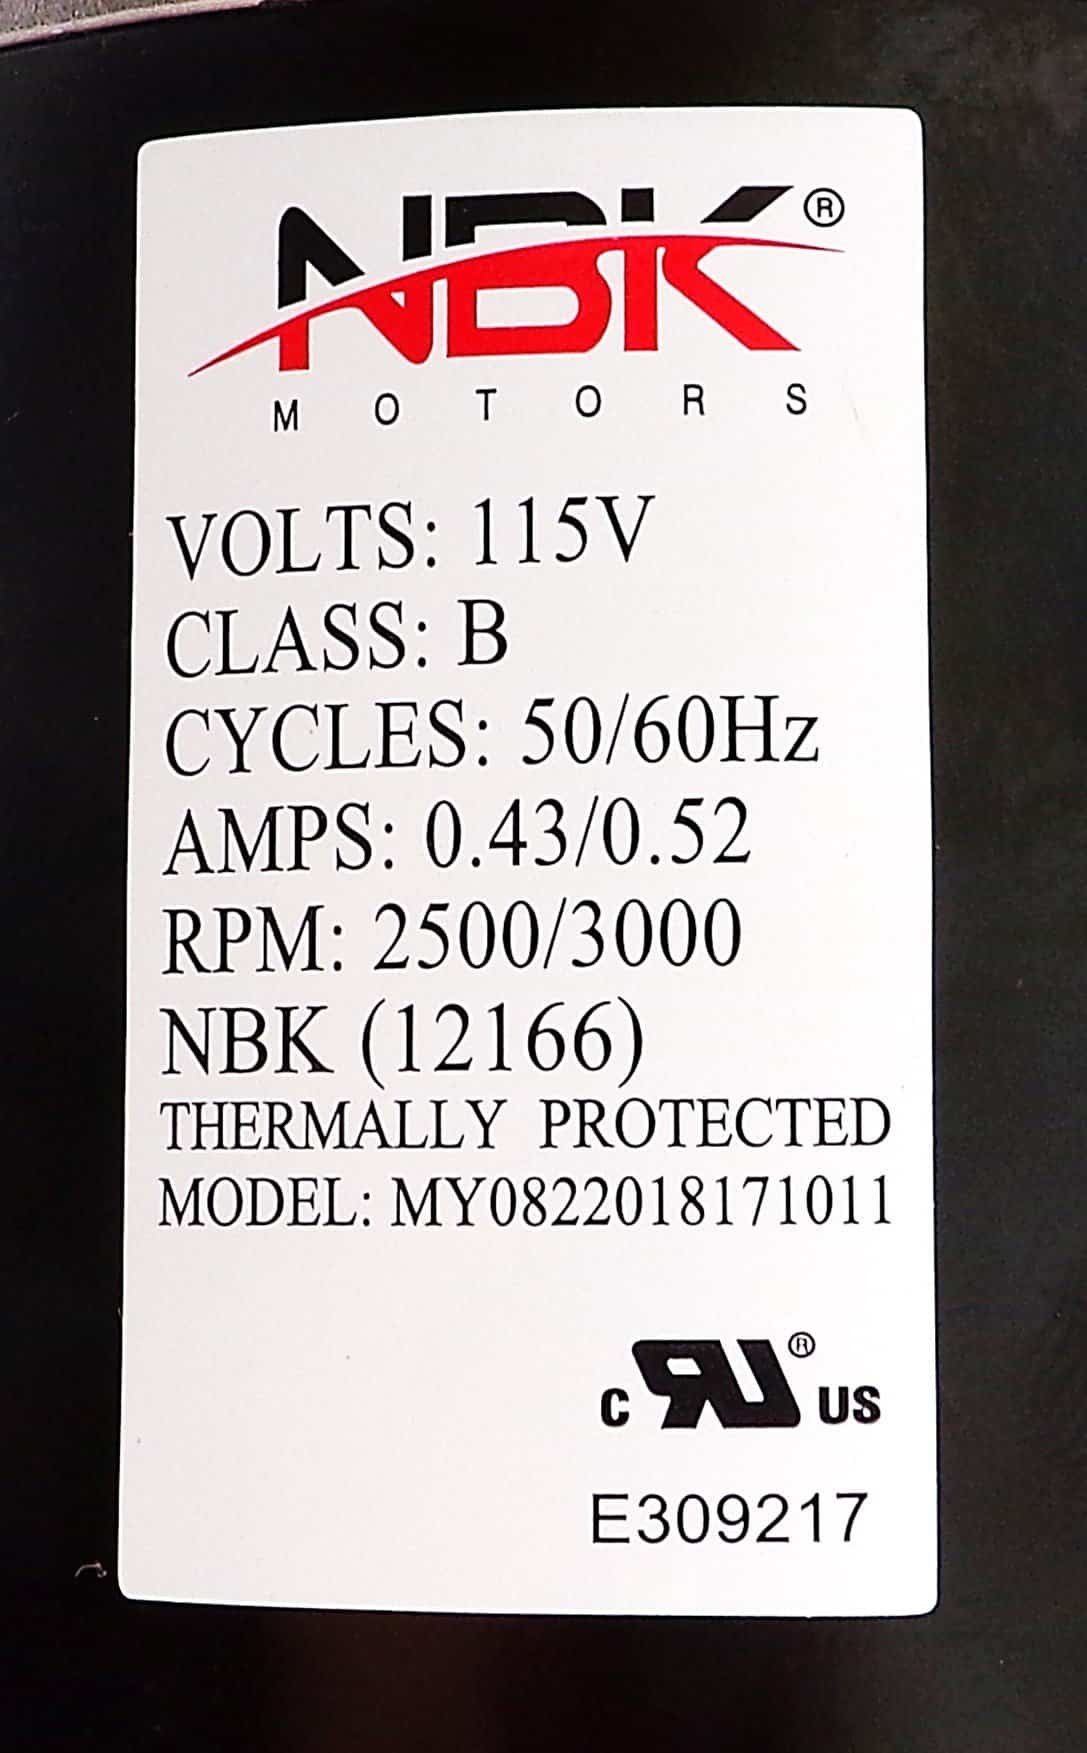 NBK®
MOTORS
VOLTS: 115V
CLASS: B
CYCLES: 50/60Hz
AMPS: 0.43/0.52
RPM: 2500/3000
NBK (12166)
THERMALLY PROTECTED
MODEL: MY0822018171011
c RU® US
E309217